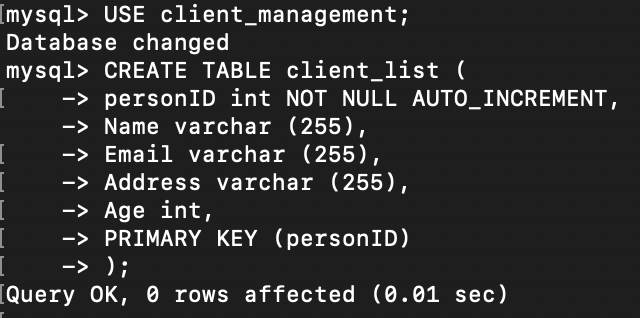 mysql> USE client_management;
Database changed
mysql> CREATE TABLE client_list (
    -> personID int NOT NULL AUTO_INCREMENT,
    -> Name varchar (255),
    -> Email varchar (255),
    -> Address varchar (255),
    -> Age int,
    -> PRIMARY KEY (personID)
    -> );
Query OK, 0 rows affected (0.01 sec)